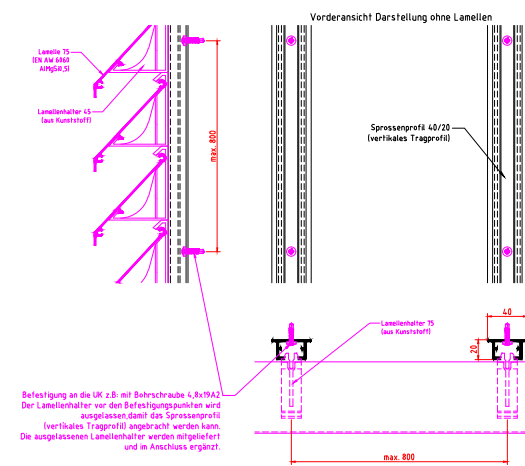 Vorderansicht Darstellung ohne Lamellen
Lamelle 75
(EN AW 6060
AlMgSi0,5)
Lamellenhalter 45
(aus Kunststoff)
max. 800
Sprossenprofil 40/20
(vertikales Tragprofil)
Lamellenhalter 75
(aus Kunststoff)
40
20
Befestigung an die UK z.B: mit Bohrschraube 4,8x19A2
Der Lamellenhalter vor den Befestigungspunkten wird
ausgelassen,damit das Sprossenprofil
(vertikales Tragprofil) angebracht werden kann.
Die ausgelassenen Lamellenhalter werden mitgeliefert
und im Anschluss ergänzt.
max. 800